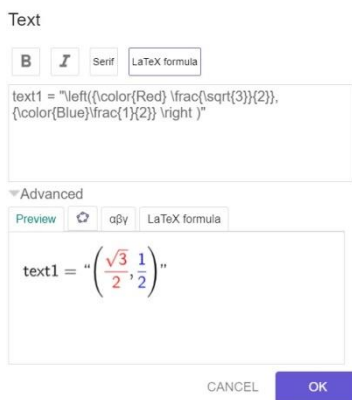 Text
B I Serif LaTeX formula
text1 = "\left({\color{Red} \frac{\sqrt{3}}{2}},
{\color{Blue}\frac{1}{2}} \right )"
Advanced
Preview αβγ LaTeX formula
text1 = “(√3/2, 1/2)”
CANCEL OK